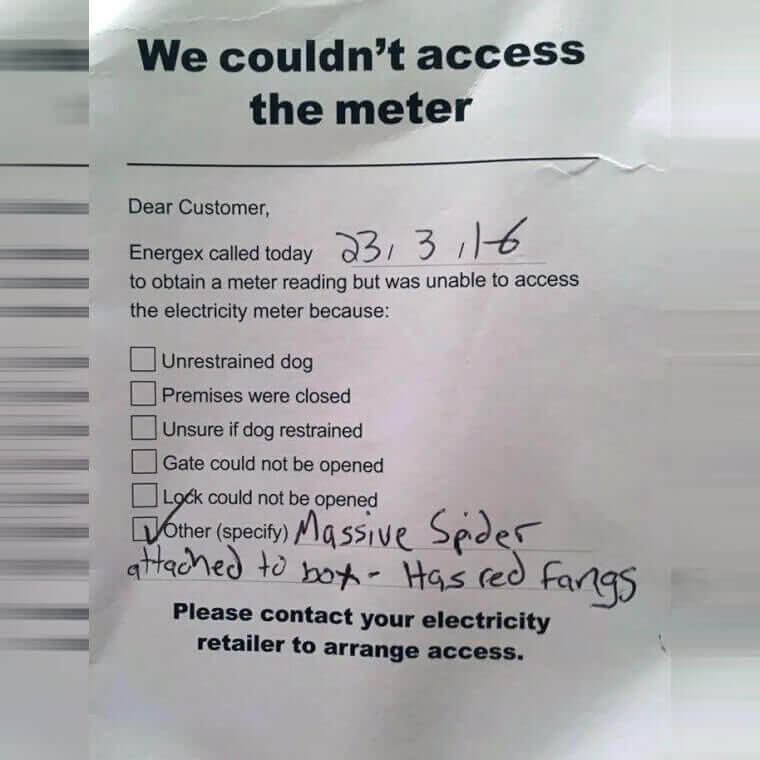 We couldn't access
the meter
Dear Customer,
Energex called today 23, 3, 16
to obtain a meter reading but was unable to access
the electricity meter because:
Unrestrained dog
Premises were closed
Unsure if dog restrained
Gate could not be opened
Lock could not be opened
Other (specify) Massive Spider
attached to box - Has red fangs
Please contact your electricity
retailer to arrange access.